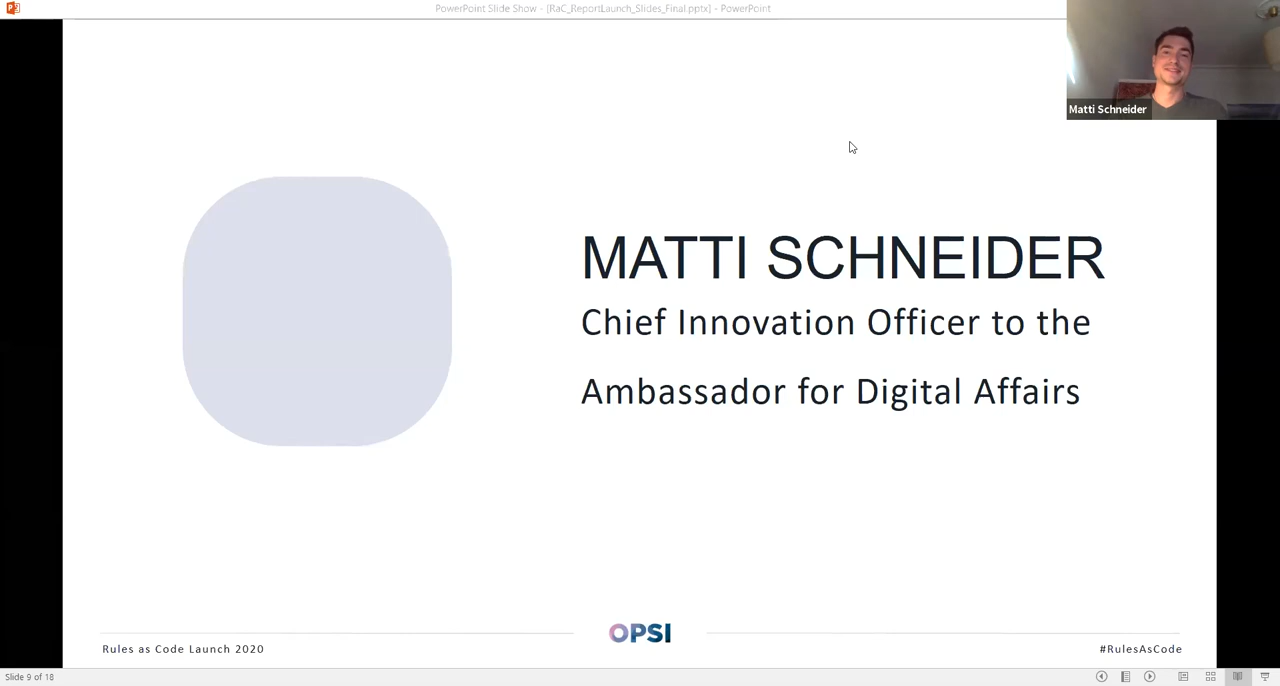 PowerPoint Slide Show - [RaC_ReportLaunch_Slides_Final.pptx] - PowerPoint
Matti Schneider
MATTI SCHNEIDER
Chief Innovation Officer to the
Ambassador for Digital Affairs
OPSI
Rules as Code Launch 2020
#RulesAsCode
Slide 9 of 18